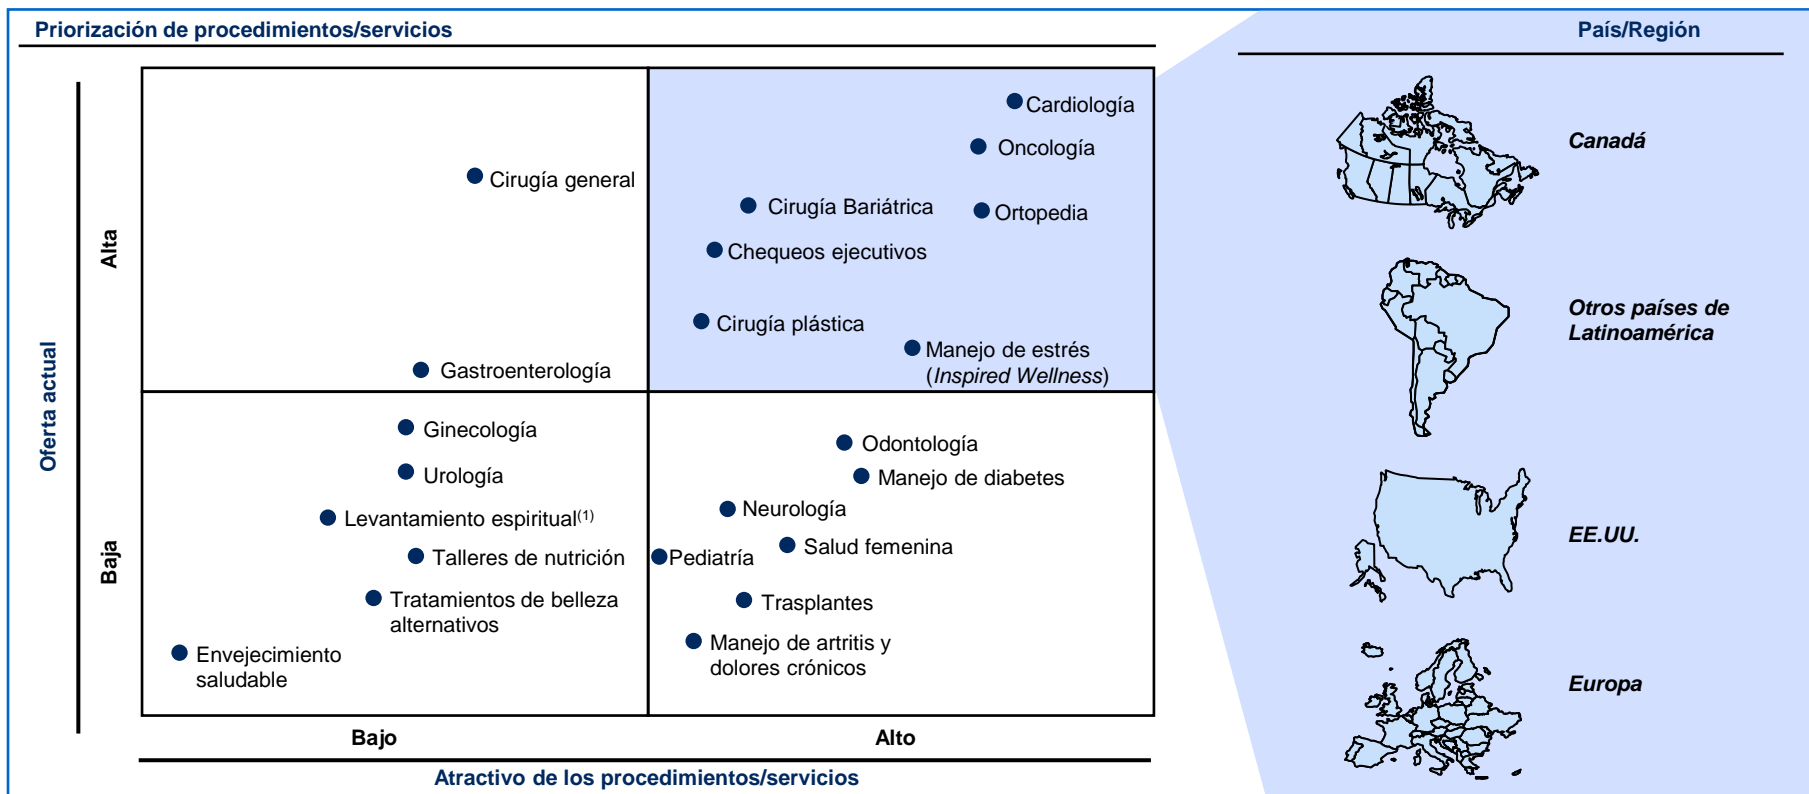 Priorización de procedimientos/servicios
País/Región
Oferta actual
Alta
Baja
Cardiología
Oncología
Cirugía general
Cirugía Bariátrica
Ortopedia
Chequeos ejecutivos
Cirugía plástica
Manejo de estrés
(Inspired Wellness)
Gastroenterología
Ginecología
Urología
Levantamiento espiritual(1)
Talleres de nutrición
Tratamientos de belleza
alternativos
Envejecimiento
saludable
Odontología
Manejo de diabetes
Neurología
Salud femenina
Pediatría
Trasplantes
Manejo de artritis y
dolores crónicos
Bajo
Alto
Atractivo de los procedimientos/servicios
Canadá
Otros países de
Latinoamérica
EE.UU.
Europa